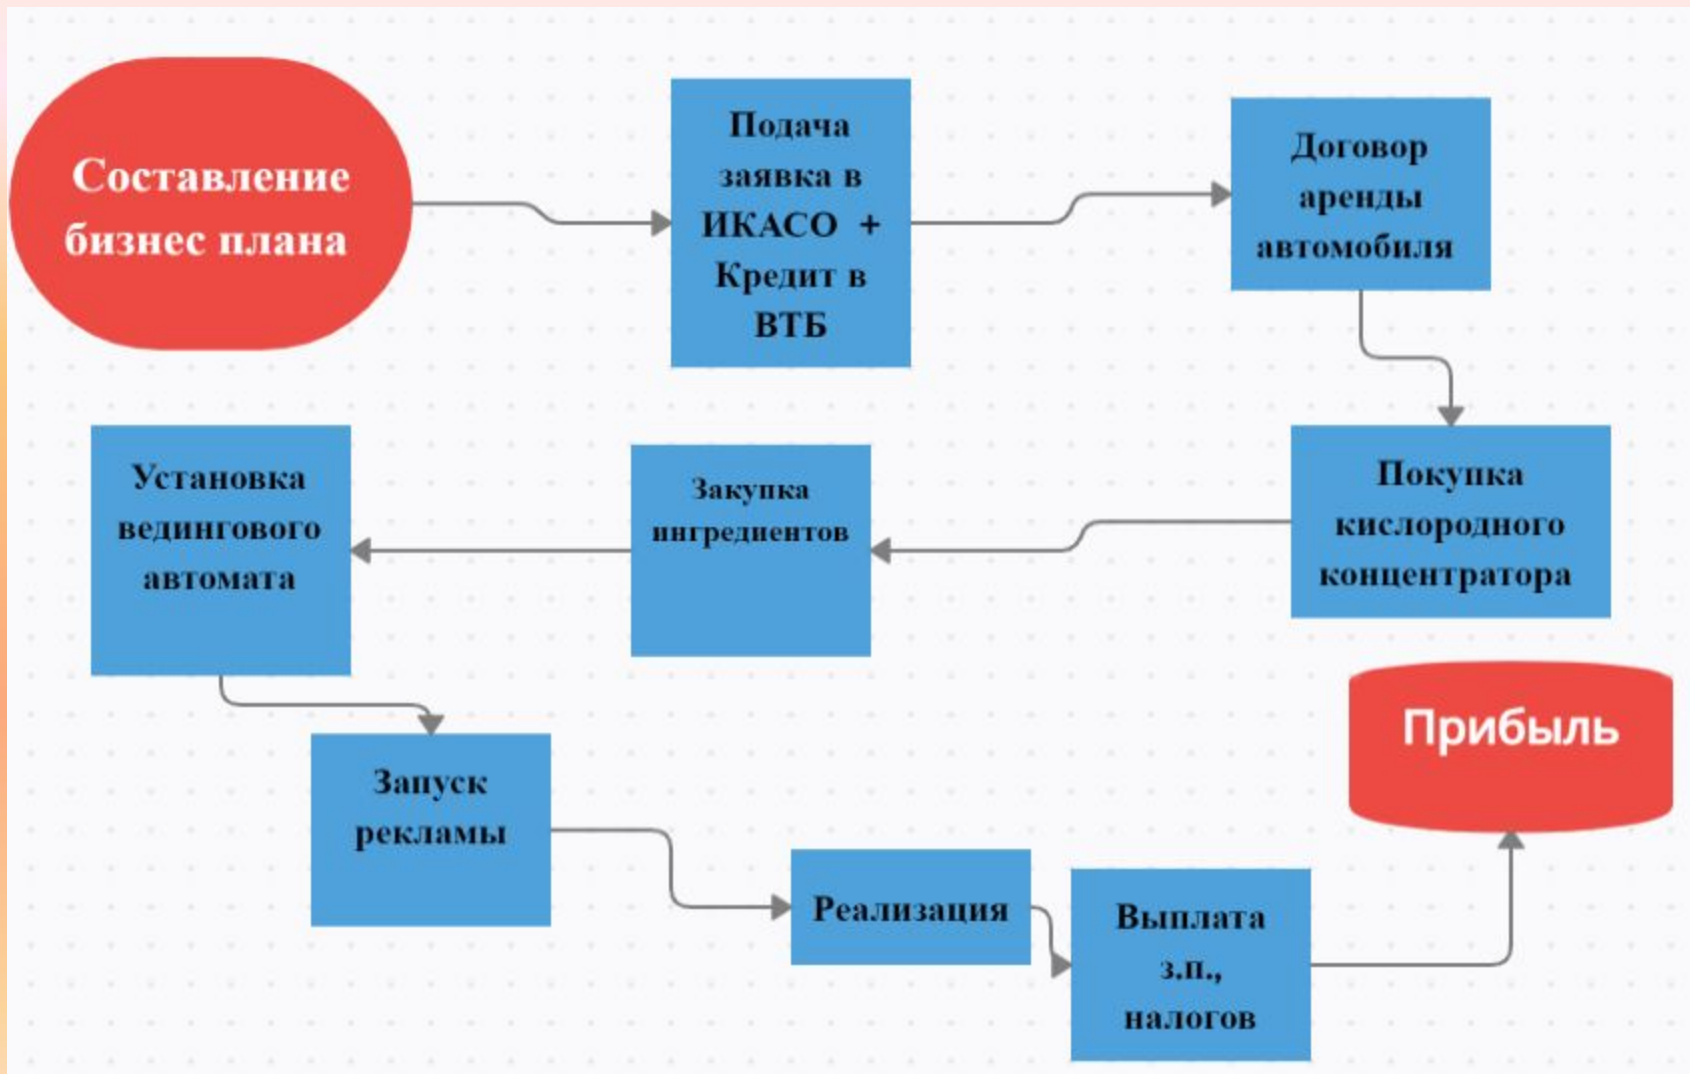 Составление
бизнес плана
Подача
заявка в
ИКАСО +
Кредит в
ВТБ
Договор
аренды
автомобиля
Покупка
кислородного
концентратора
Закупка
ингредиентов
Установка
ведингового
автомата
Запуск
рекламы
Реализация
Выплата
з.п.,
налогов
Прибыль